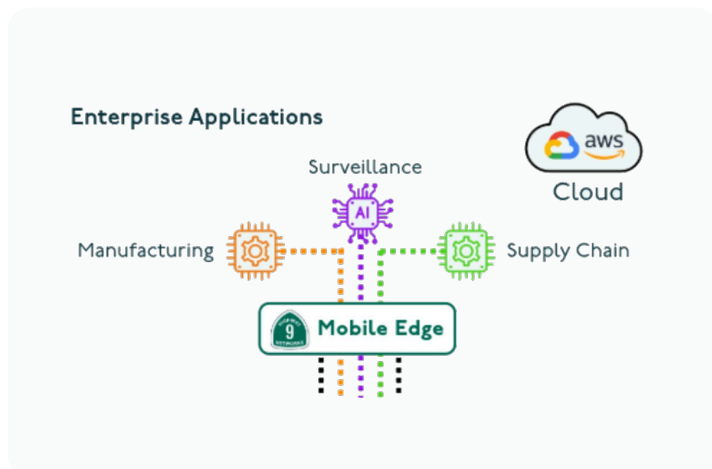 Enterprise Applications
aws
Cloud
Surveillance
AI
Manufacturing
Supply Chain
9
Mobile Edge